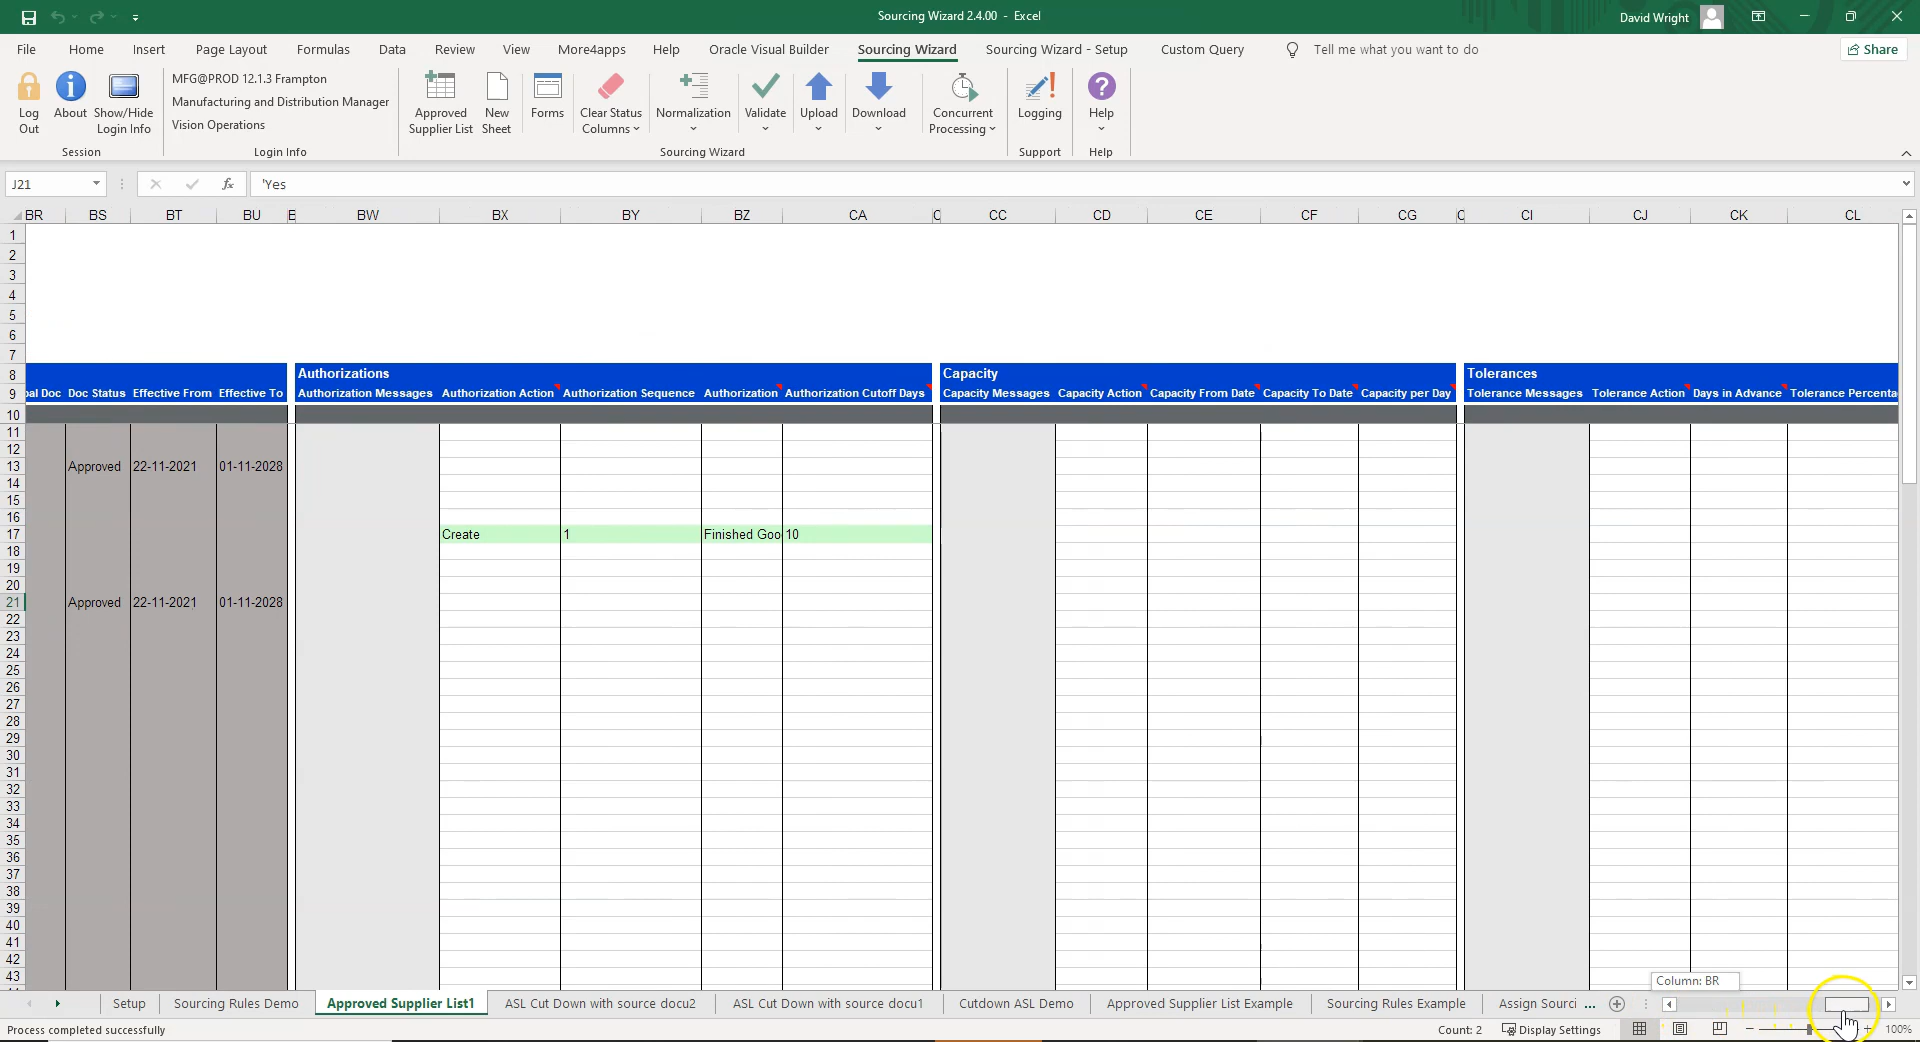 Sourcing Wizard 2.4.00 - Excel
David Wright
File Home Insert Page Layout Formulas Data Review View More4apps Help Oracle Visual Builder Sourcing Wizard Sourcing Wizard - Setup Custom Query Tell me what you want to do Share
Log Out
About
Show/Hide Login Info
Session
MFG@PROD 12.1.3 Frampton
Manufacturing and Distribution Manager
Vision Operations
Login Info
Approved Supplier List
New Sheet
Forms
Clear Status Columns
Normalization
Validate
Upload
Download
Concurrent Processing
Sourcing Wizard
Logging
Support
Help
Help
J21 fx 'Yes
BR BS BT BU BW BX BY BZ CA CC CD CE CF CG CI CJ CK CL
1
2
3
4
5
6
7
8 Authorizations Capacity Tolerances
9 Doc Doc Status Effective From Effective To Authorization Messages Authorization Action Authorization Sequence Authorization Authorization Cutoff Days Capacity Messages Capacity Action Capacity From Date Capacity To Date Capacity per Day Tolerance Messages Tolerance Action Days in Advance Tolerance Percenta
10
11
12
13 Approved 22-11-2021 01-11-2028
14
15
16
17 Create 1 Finished Goo 10
18
19
20
21 Approved 22-11-2021 01-11-2028
22
23
24
25
26
27
28
29
30
31
32
33
34
35
36
37
38
39
40
41
42
43
Column: BR
Setup Sourcing Rules Demo Approved Supplier List1 ASL Cut Down with source docu2 ASL Cut Down with source docu1 Cutdown ASL Demo Approved Supplier List Example Sourcing Rules Example Assign Sourci ...
Process completed successfully Count: 2 Display Settings 100%